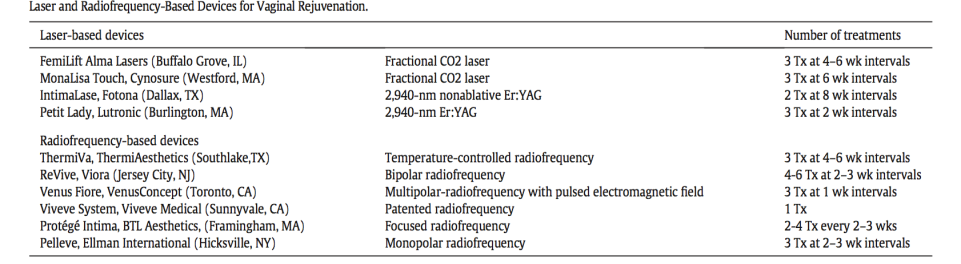 Laser and Radiofrequency-Based Devices for Vaginal Rejuvenation.
Laser-based devices Number of treatments
FemiLift Alma Lasers (Buffalo Grove, IL) Fractional CO2 laser 3 Tx at 4–6 wk intervals
MonaLisa Touch, Cynosure (Westford, MA) Fractional CO2 laser 3 Tx at 6 wk intervals
IntimaLase, Fotona (Dallax, TX) 2,940-nm nonablative Er:YAG 2 Tx at 8 wk intervals
Petit Lady, Lutronic (Burlington, MA) 2,940-nm Er:YAG 3 Tx at 2 wk intervals
Radiofrequency-based devices
ThermiVa, ThermiAesthetics (Southlake,TX) Temperature-controlled radiofrequency 3 Tx at 4–6 wk intervals
ReVive, Viora (Jersey City, NJ) Bipolar radiofrequency 4-6 Tx at 2–3 wk intervals
Venus Fiore, VenusConcept (Toronto, CA) Multipolar-radiofrequency with pulsed electromagnetic field 3 Tx at 1 wk intervals
Viveve System, Viveve Medical (Sunnyvale, CA) Patented radiofrequency 1 Tx
Protégé Intima, BTL Aesthetics, (Framingham, MA) Focused radiofrequency 2-4 Tx every 2–3 wks
Pelleve, Ellman International (Hicksville, NY) Monopolar radiofrequency 3 Tx at 2–3 wk intervals